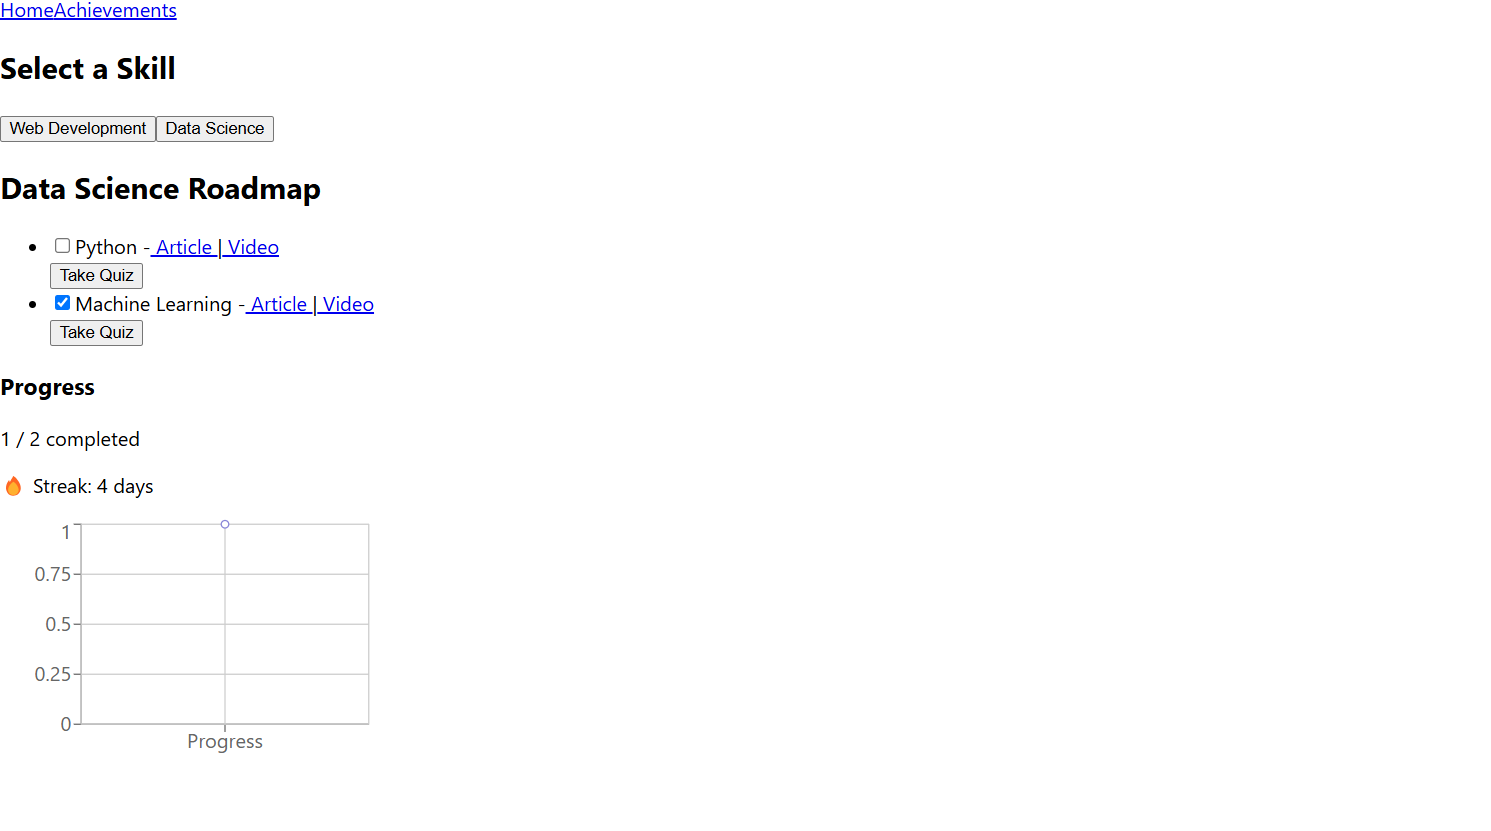 HomeAchievements
Select a Skill
Web Development Data Science
Data Science Roadmap
Python - Article | Video
Take Quiz
Machine Learning - Article | Video
Take Quiz
Progress
1 / 2 completed
🔥 Streak: 4 days
1
0.75
0.5
0.25
0
Progress